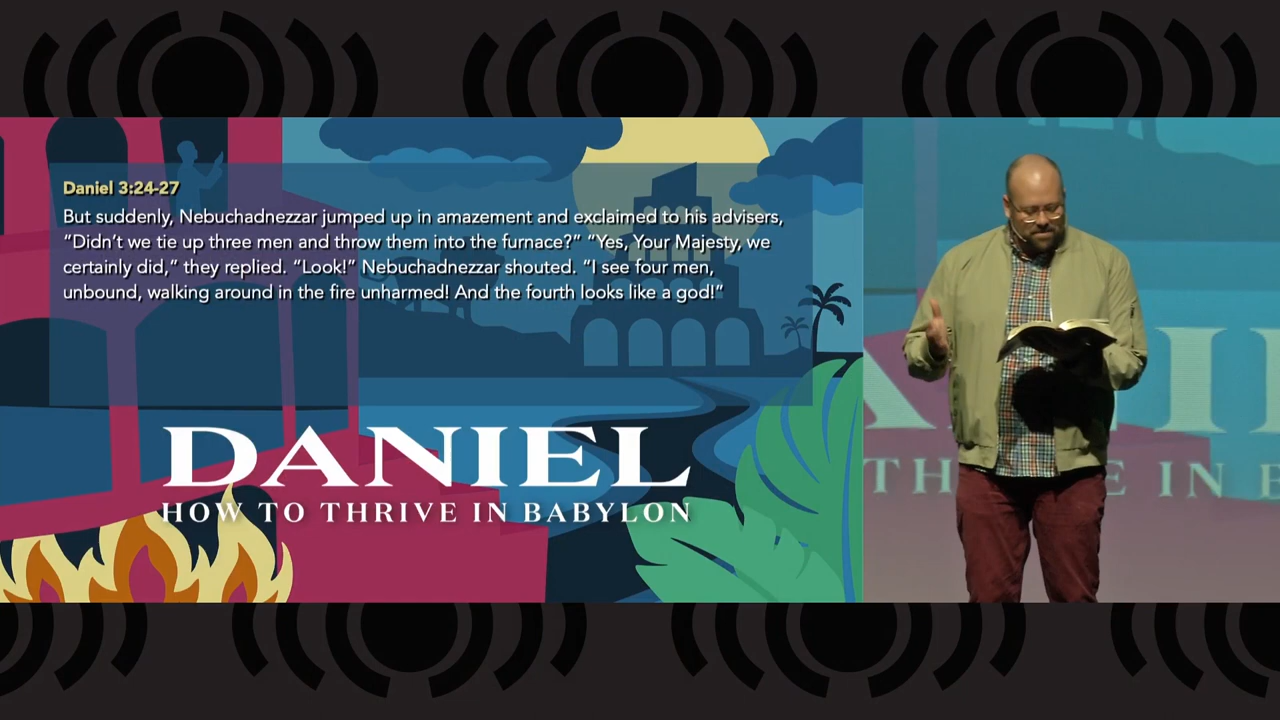 Daniel 3:24-27
But suddenly, Nebuchadnezzar jumped up in amazement and exclaimed to his advisers,
“Didn’t we tie up three men and throw them into the furnace?” “Yes, Your Majesty, we
certainly did,” they replied. “Look!” Nebuchadnezzar shouted. “I see four men,
unbound, walking around in the fire unharmed! And the fourth looks like a god!”
DANIEL
HOW TO THRIVE IN BABYLON